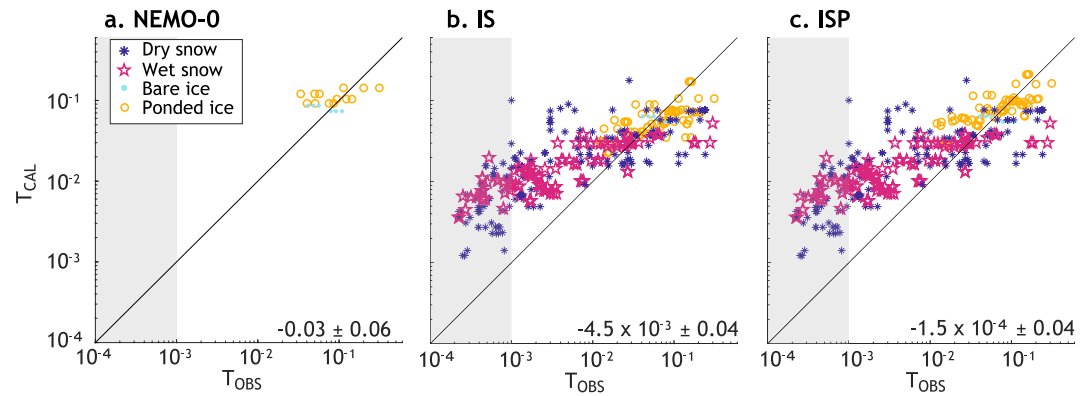 a. NEMO-0
b. IS
c. ISP
Dry snow
Wet snow
Bare ice
Ponded ice
T_CAL
10^-1
10^-2
10^-3
10^-4
-0.03 ± 0.06
-4.5 x 10^-3 ± 0.04
-1.5 x 10^-4 ± 0.04
10^-4 10^-3 10^-2 10^-1
10^-4 10^-3 10^-2 10^-1
10^-4 10^-3 10^-2 10^-1
T_OBS
T_OBS
T_OBS